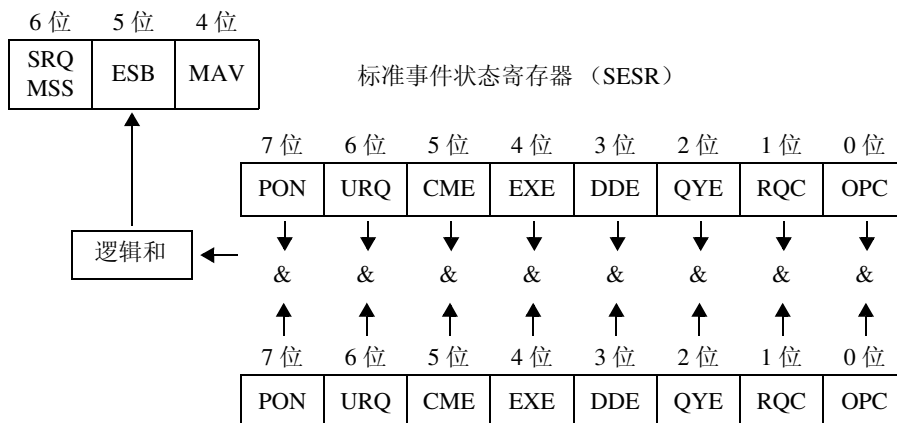 6 位 5 位 4 位
SRQ
MSS ESB MAV
标准事件状态寄存器 （SESR）
7 位 6 位 5 位 4 位 3 位 2 位 1 位 0 位
PON URQ CME EXE DDE QYE RQC OPC
逻辑和
& & & & & & & &
7 位 6 位 5 位 4 位 3 位 2 位 1 位 0 位
PON URQ CME EXE DDE QYE RQC OPC